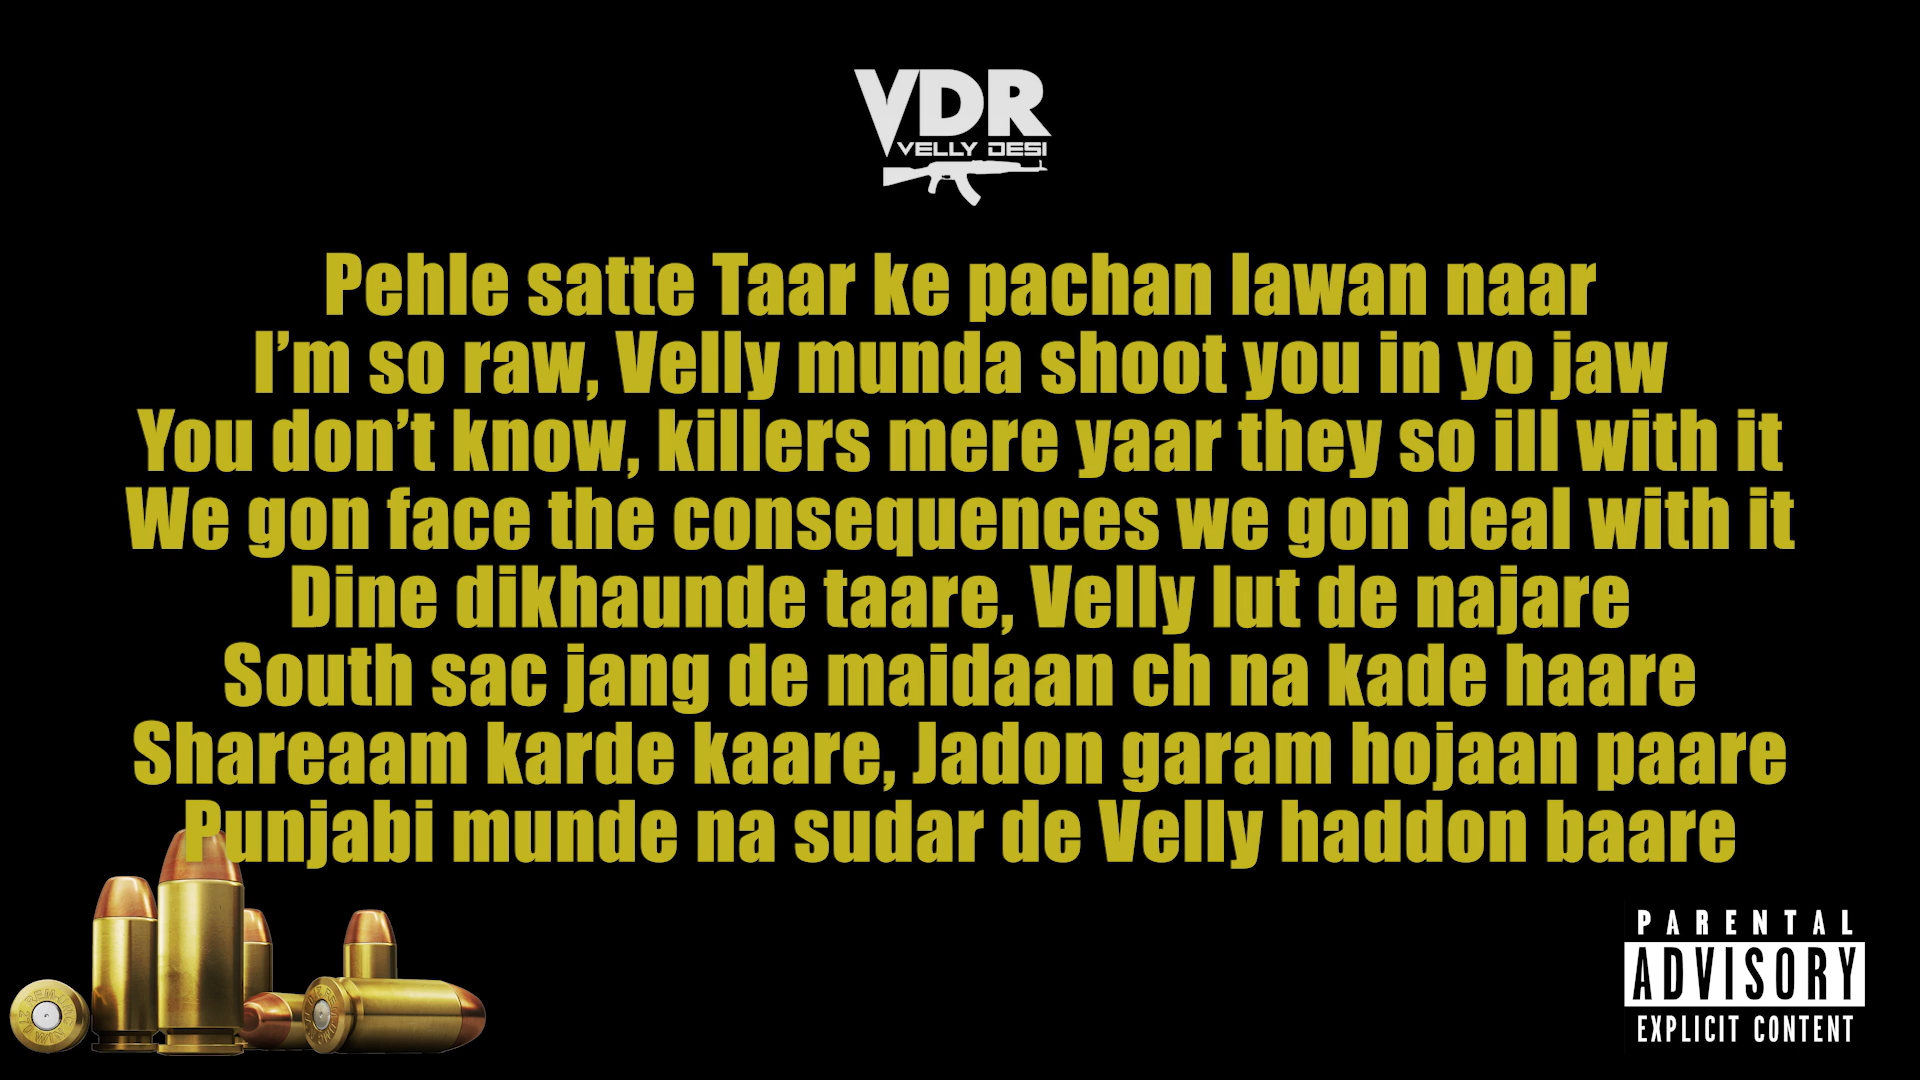 VDR
VELLY DESI
Pehle satte Taar ke pachan lawan naar
I'm so raw, Velly munda shoot you in yo jaw
You don't know, killers mere yaar they so ill with it
We gon face the consequences we gon deal with it
Dine dikhaunde taare, Velly lut de najare
South sac jang de maidaan ch na kade haare
Shareaam karde kaare, Jadon garam hojaan paare
Punjabi munde na sudar de Velly haddon baare
PARENTAL
ADVISORY
EXPLICIT CONTENT